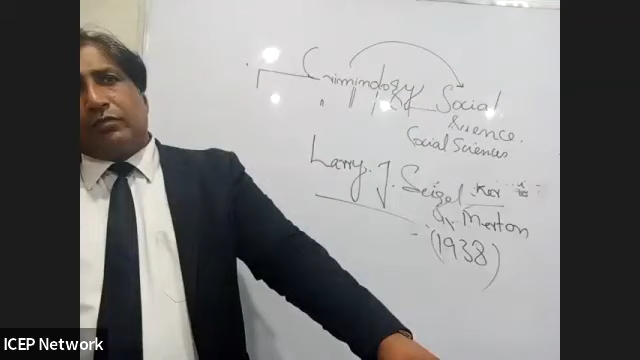 Criminology
Social
Science.
Social Sciences
Larry. J. Seigel
Merton
(1938)
ICEP Network